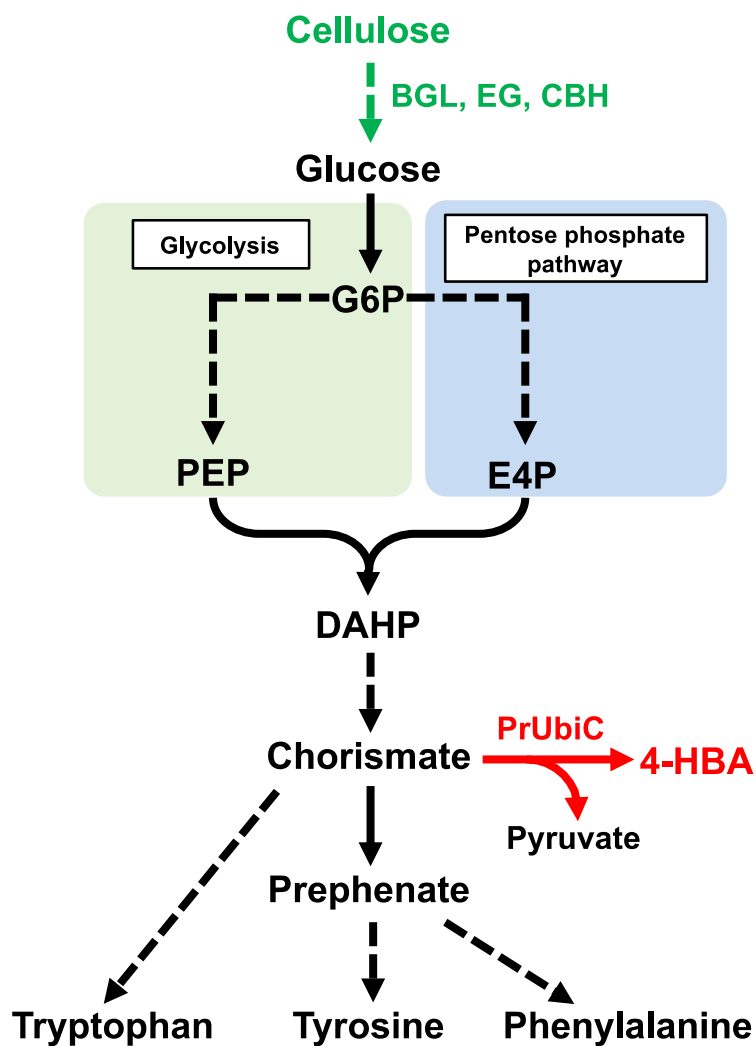 Cellulose
BGL, EG, CBH
Glucose
Glycolysis
Pentose phosphate
pathway
G6P
PEP
E4P
DAHP
PrUbiC
Chorismate
4-HBA
Pyruvate
Prephenate
Tryptophan
Tyrosine
Phenylalanine